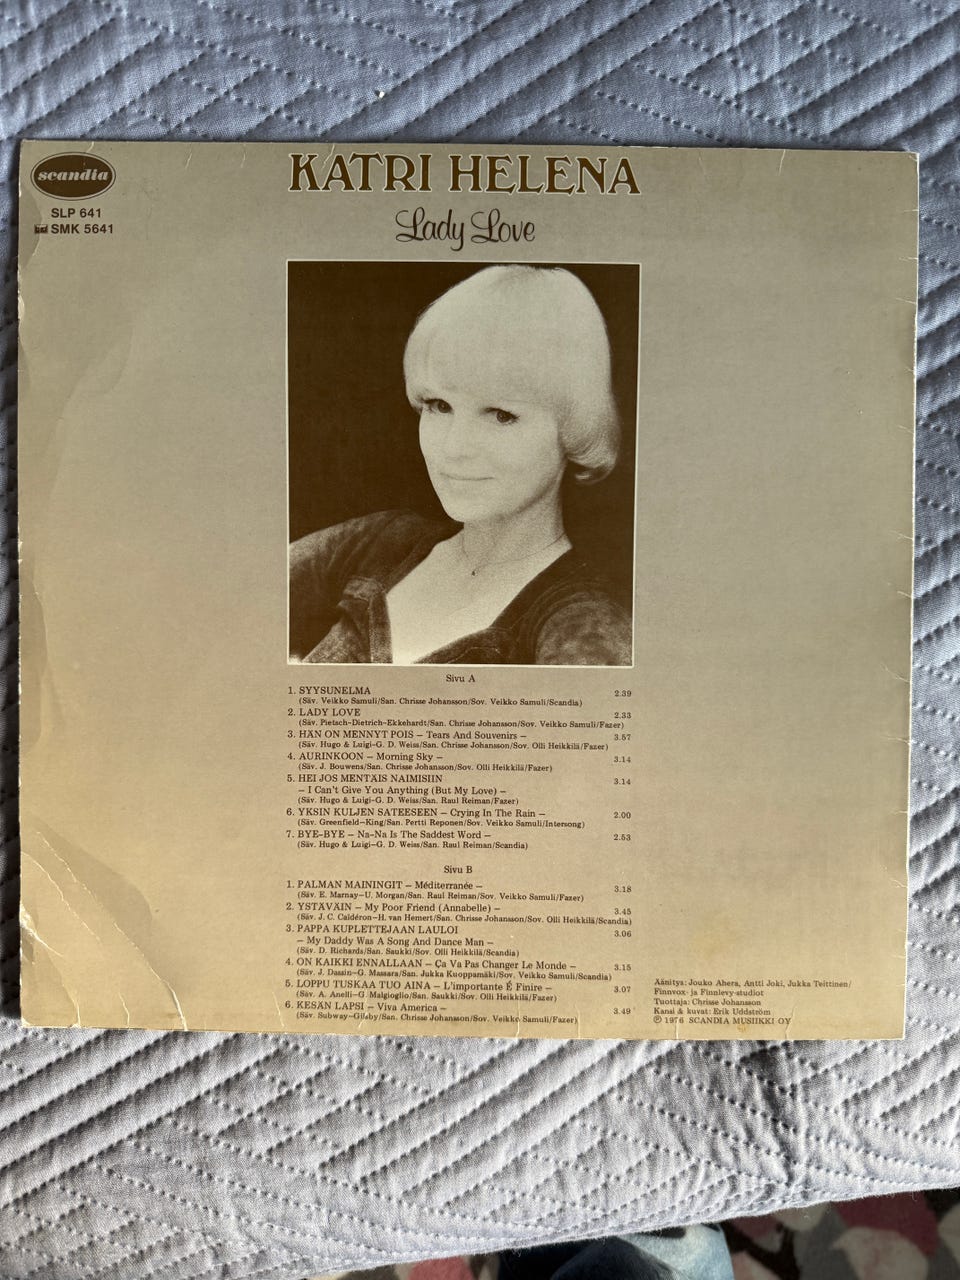 scandia
SLP 641
SMK 5641
KATRI HELENA
Lady Love
Sivu A
1. SYYSUNELMA 2.39
(Säv. Veikko Samuli/San. Chrisse Johansson/Sov. Veikko Samuli/Scandia)
2. LADY LOVE 2.33
(Säv. Pietsch-Dietrich-Ekkehardt/San. Chrisse Johansson/Sov. Veikko Samuli/Fazer)
3. HÄN ON MENNYT POIS – Tears And Souvenirs – 3.57
(Säv. Hugo & Luigi-G. D. Weiss/San. Chrisse Johansson/Sov. Olli Heikkilä/Fazer)
4. AURINKOON – Morning Sky – 3.14
(Säv. J. Bouwens/San. Chrisse Johansson/Sov. Olli Heikkilä/Fazer)
5. HEI JOS MENTÄIS NAIMISIIN 3.14
– I Can't Give You Anything (But My Love) –
(Säv. Hugo & Luigi-G. D. Weiss/San. Raul Reiman/Fazer)
6. YKSIN KULJEN SATEESEEN – Crying In The Rain – 2.00
(Säv. Greenfield-King/San. Pertti Reponen/Sov. Veikko Samuli/Intersong)
7. BYE-BYE – Na-Na Is The Saddest Word – 2.53
(Säv. Hugo & Luigi-G. D. Weiss/San. Raul Reiman/Scandia)
Sivu B
1. PALMAN MAININGIT – Méditerranée – 3.18
(Säv. E. Marnay-U. Morgan/San. Raul Reiman/Sov. Veikko Samuli/Fazer)
2. YSTÄVÄIN – My Poor Friend (Annabelle) – 3.45
(Säv. J. C. Caldéron-H. van Hemert/San. Chrisse Johansson/Sov. Olli Heikkilä/Scandia)
3. PAPPA KUPLETTEJAAN LAULOI 3.06
– My Daddy Was A Song And Dance Man –
(Säv. D. Richards/San. Saukki/Sov. Olli Heikkilä/Scandia)
4. ON KAIKKI ENNALLAAN – Ça Va Pas Changer Le Monde – 3.15
(Säv. J. Dassin-G. Massara/San. Jukka Kuoppamäki/Sov. Veikko Samuli/Scandia)
5. LOPPU TUSKAA TUO AINA – L'importante É Finire – 3.07
(Säv. A. Anelli-G. Malgioglio/San. Saukki/Sov. Olli Heikkilä/Fazer)
6. KESÄN LAPSI – Viva America – 3.49
(Säv. Subway-Gilsby/San. Chrisse Johansson/Sov. Veikko Samuli/Fazer)
Äänitys: Jouko Ahera, Antti Joki, Jukka Teittinen/
Finnvox- ja Finnlevy-studiot
Tuottaja: Chrisse Johansson
Kansi & kuvat: Erik Uddström
℗ 1976 SCANDIA MUSIIKKI OY